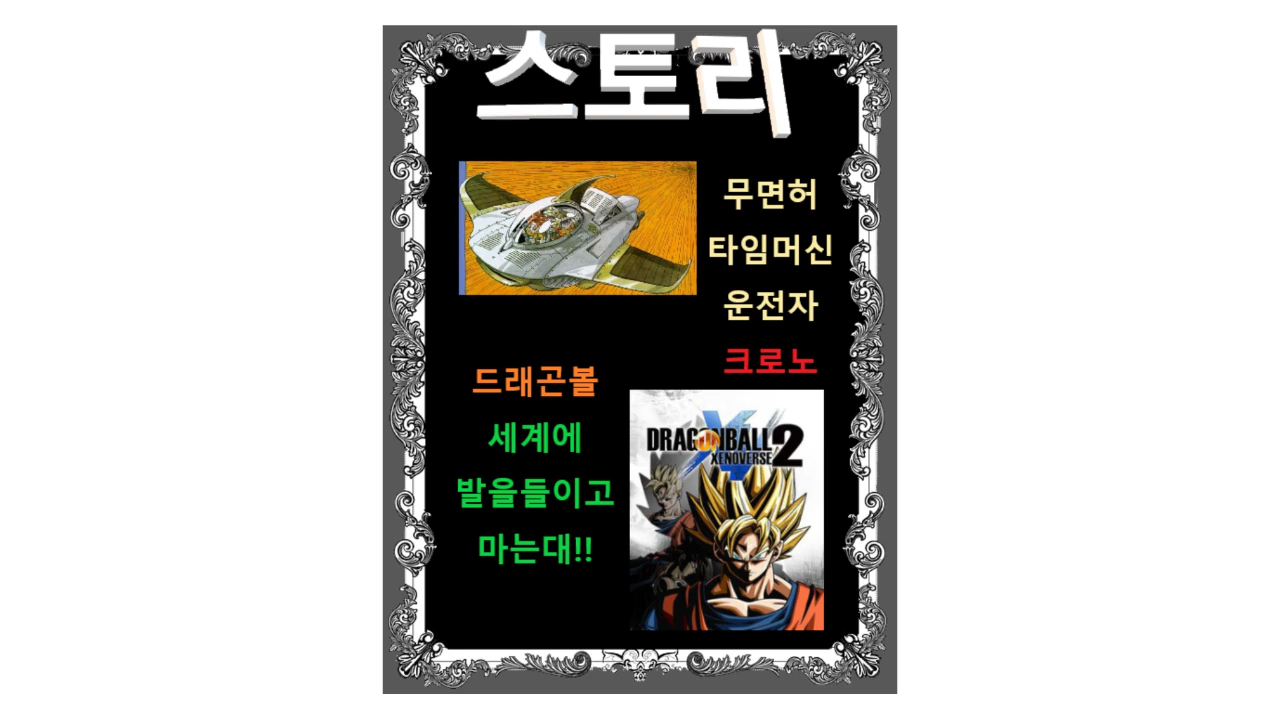 스토리
무면허
타임머신
운전자
크로노
드래곤볼
세계에
발을들이고
마는대!!
DRAGONBALL
XENOVERSE 2